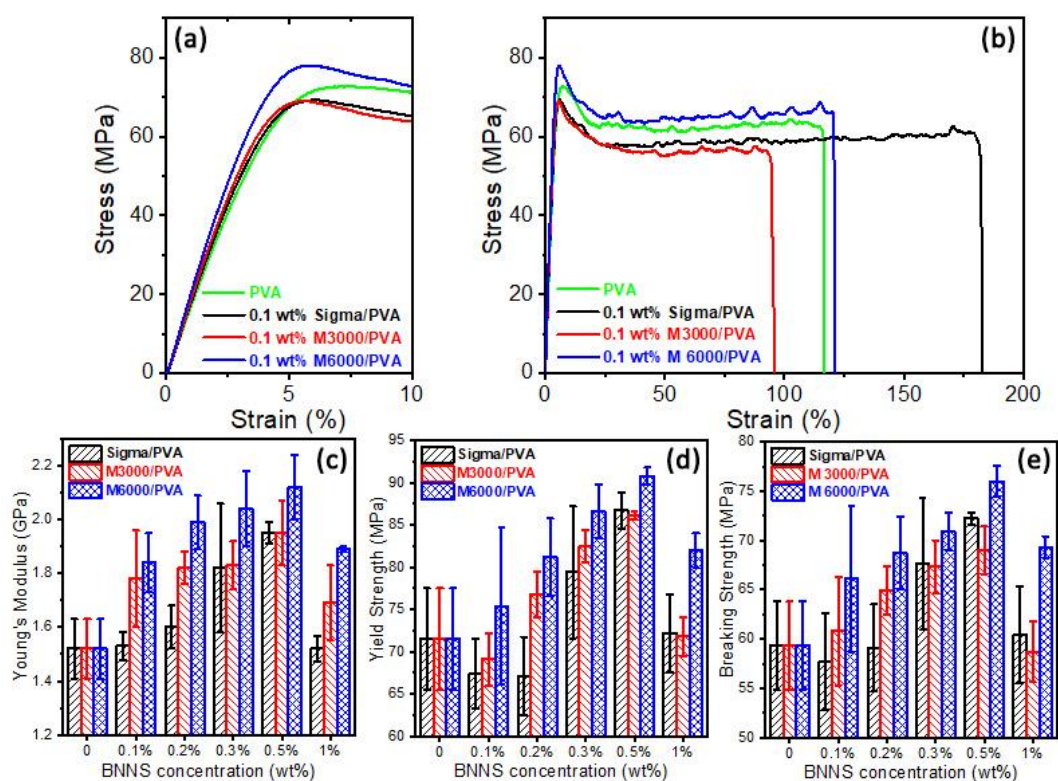 (a)
Stress (MPa)
80
60
40
20
0
PVA
0.1 wt% Sigma/PVA
0.1 wt% M3000/PVA
0.1 wt% M6000/PVA
0 5 10
Strain (%)
(b)
Stress (MPa)
80
60
40
20
0
PVA
0.1 wt% Sigma/PVA
0.1 wt% M3000/PVA
0.1 wt% M 6000/PVA
0 50 100 150 200
Strain (%)
(c)
Young's Modulus (GPa)
2.2
2.0
1.8
1.6
1.4
1.2
Sigma/PVA
M3000/PVA
M6000/PVA
0 0.1% 0.2% 0.3% 0.5% 1%
BNNS concentration (wt%)
(d)
Yield Strength (MPa)
95
90
85
80
75
70
65
60
Sigma/PVA
M3000/PVA
M6000/PVA
0 0.1% 0.2% 0.3% 0.5% 1%
BNNS concentration (wt%)
(e)
Breaking Strength (MPa)
80
75
70
65
60
55
50
Sigma/PVA
M 3000/PVA
M 6000/PVA
0 0.1% 0.2% 0.3% 0.5% 1%
BNNS concentration (wt%)